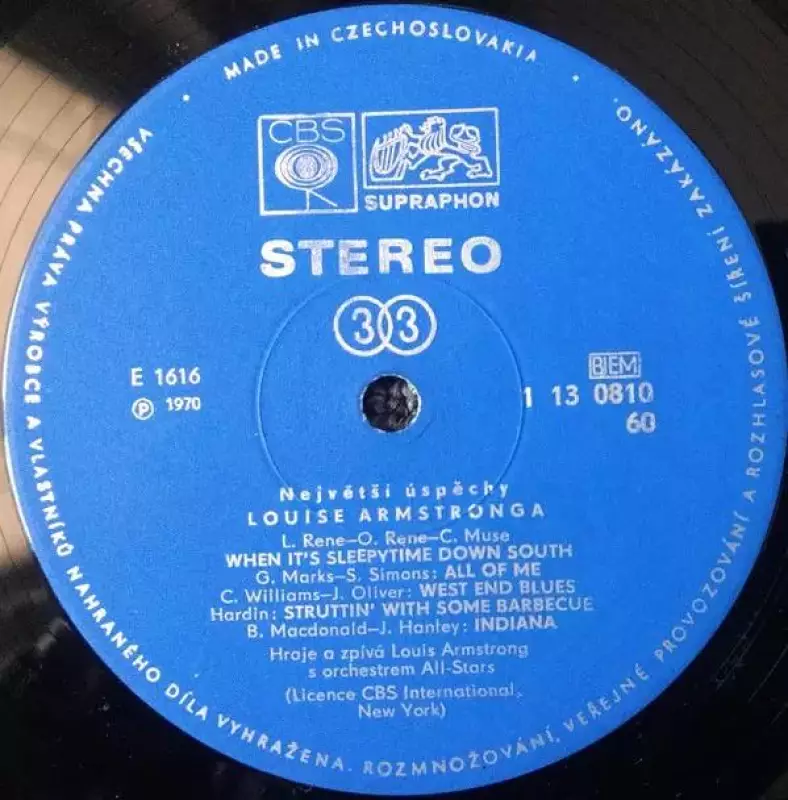 MADE IN CZECHOSLOVAKIA
CBS
SUPRAPHON
STEREO
33
E 1616
Ⓟ 1970
BIEM
1 13 0810
60
Největší úspěchy
LOUISE ARMSTRONGA
L. Rene–O. Rene–C. Muse
WHEN IT'S SLEEPYTIME DOWN SOUTH
G. Marks–S. Simons: ALL OF ME
C. Williams–J. Oliver: WEST END BLUES
Hardin: STRUTTIN' WITH SOME BARBECUE
B. Macdonald–J. Hanley: INDIANA
Hraje a zpívá Louis Armstrong
s orchestrem All-Stars
(Licence CBS International,
New York)
VŠECHNA PRÁVA VÝROBCE A VLASTNÍKŮ NAHRANÉHO DÍLA VYHRAŽENA. ROZMNOŽOVÁNÍ, VEŘEJNÉ PROVOZOVÁNÍ A ROZHLASOVÉ ŠÍŘENÍ ZAKÁZÁNO.